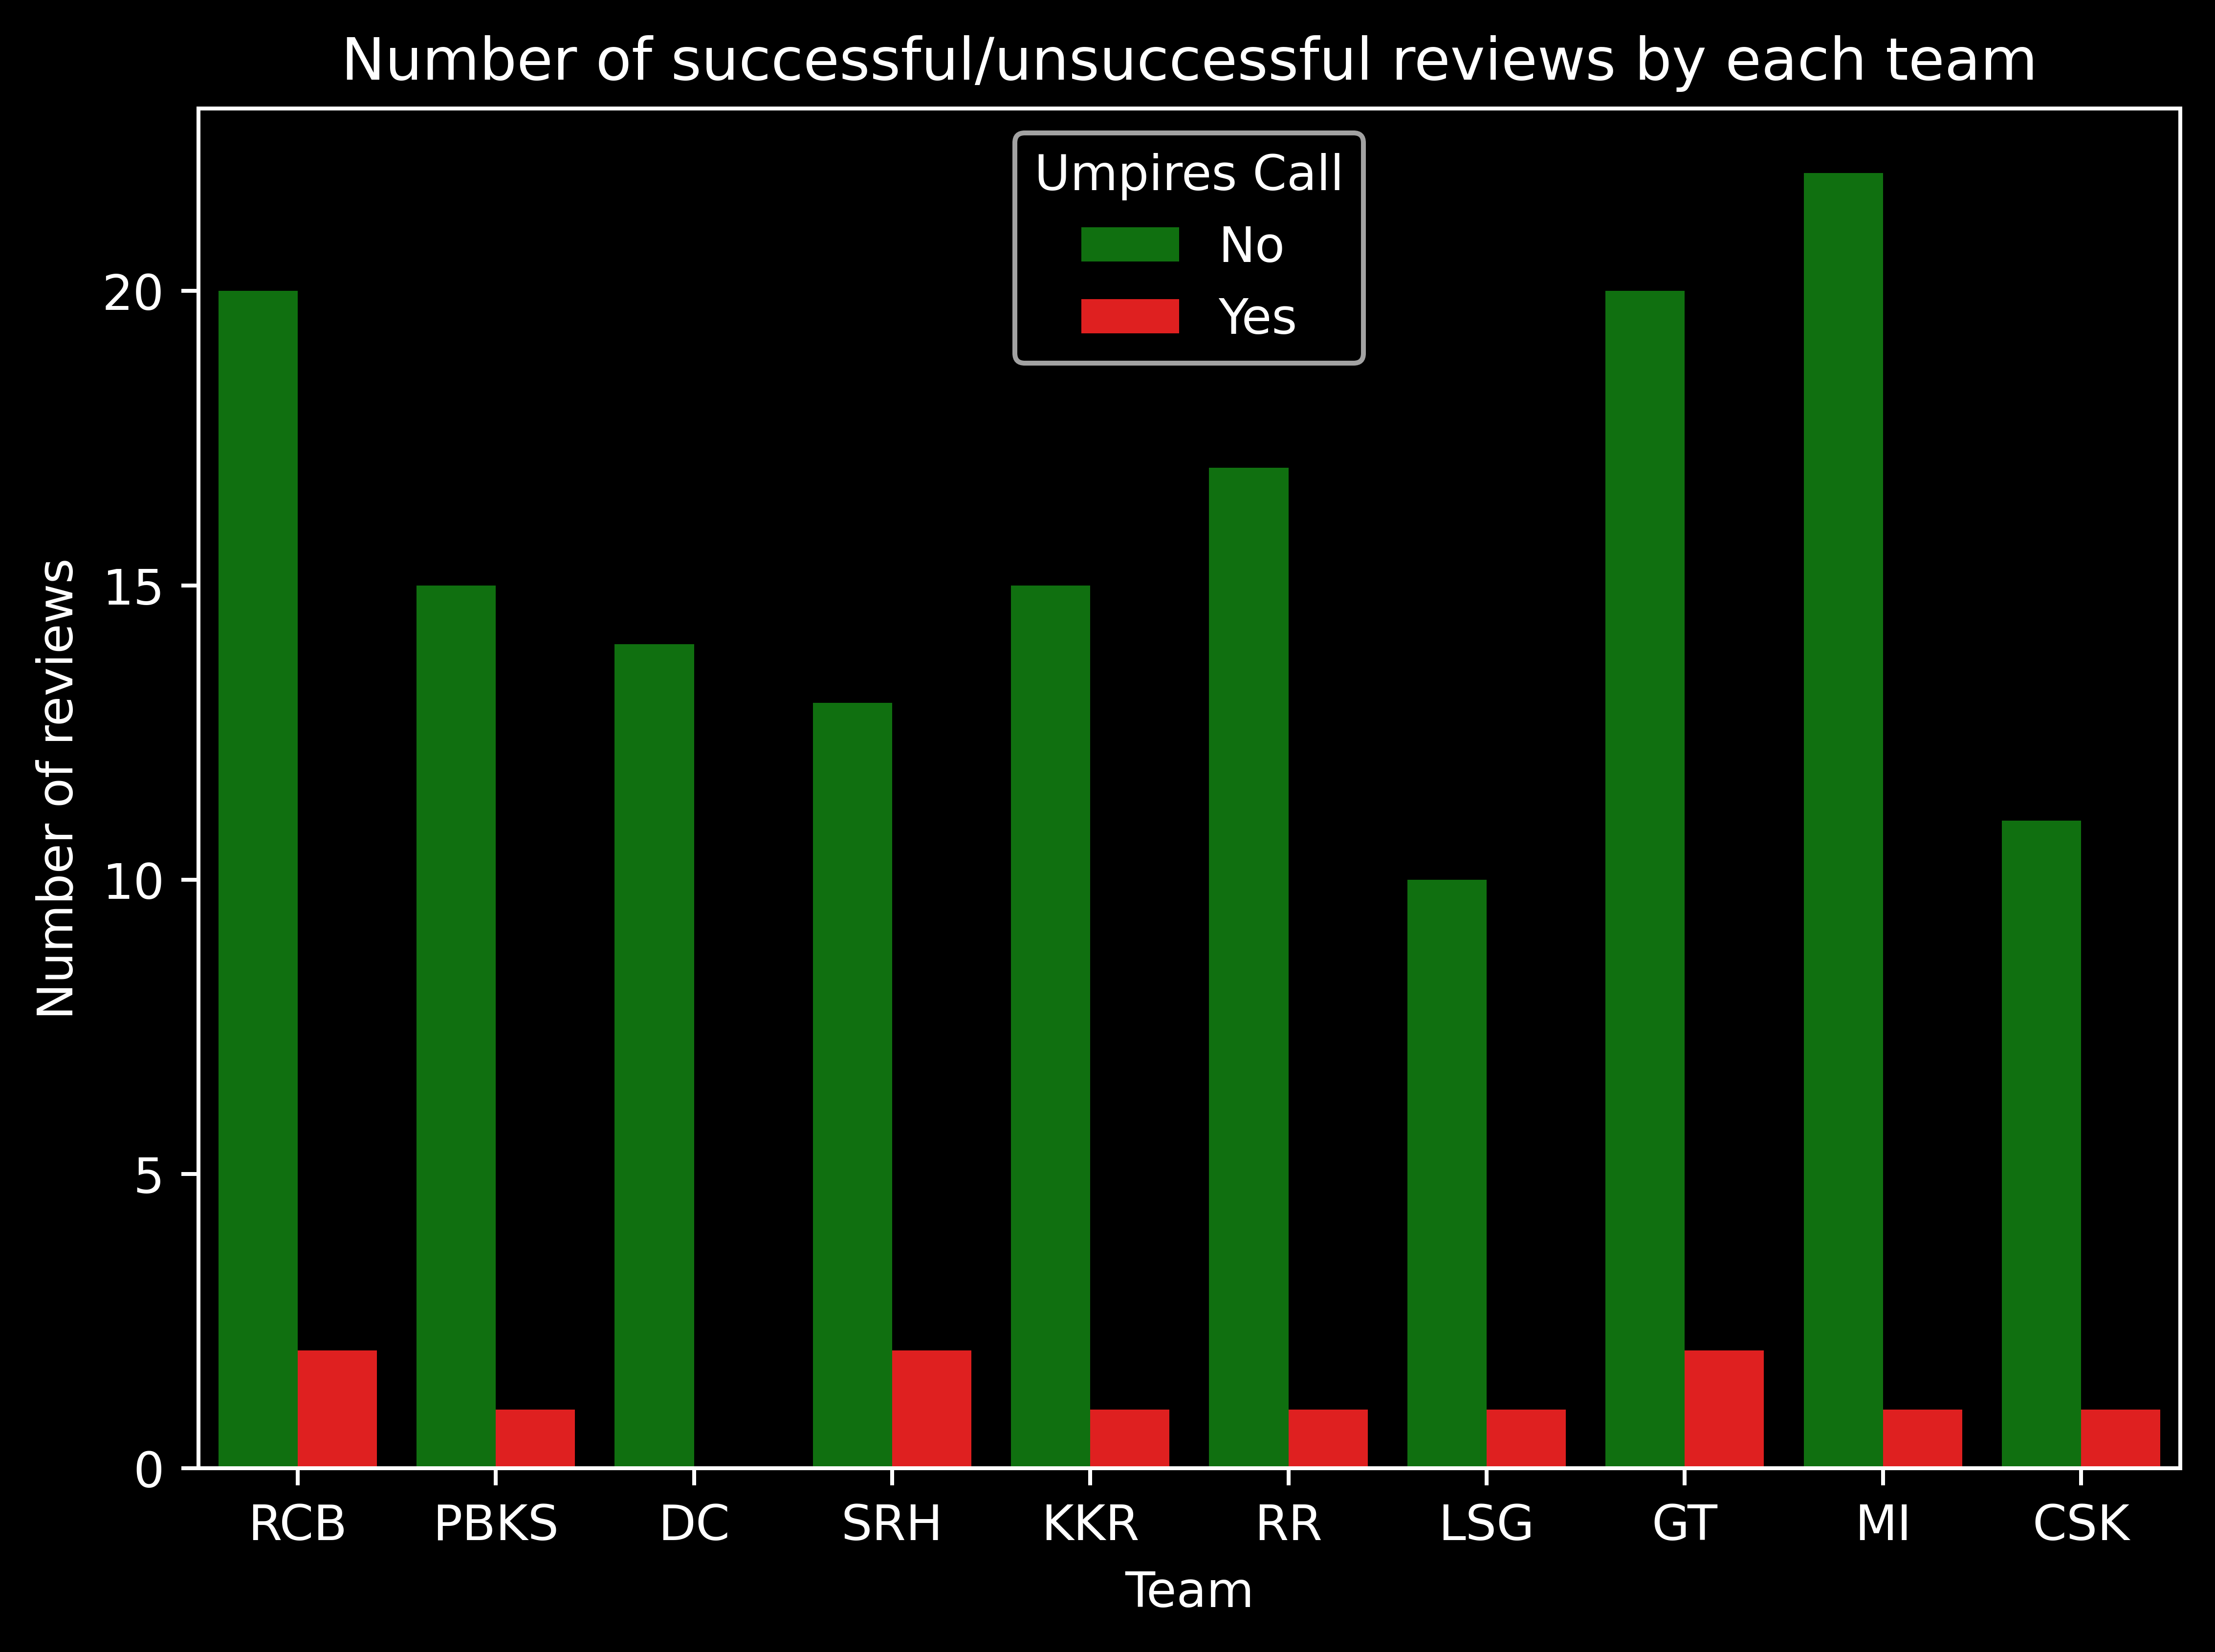 Number of successful/unsuccessful reviews by each team
Umpires Call
No
Yes
Number of reviews
20
15
10
5
0
RCB PBKS DC SRH KKR RR LSG GT MI CSK
Team